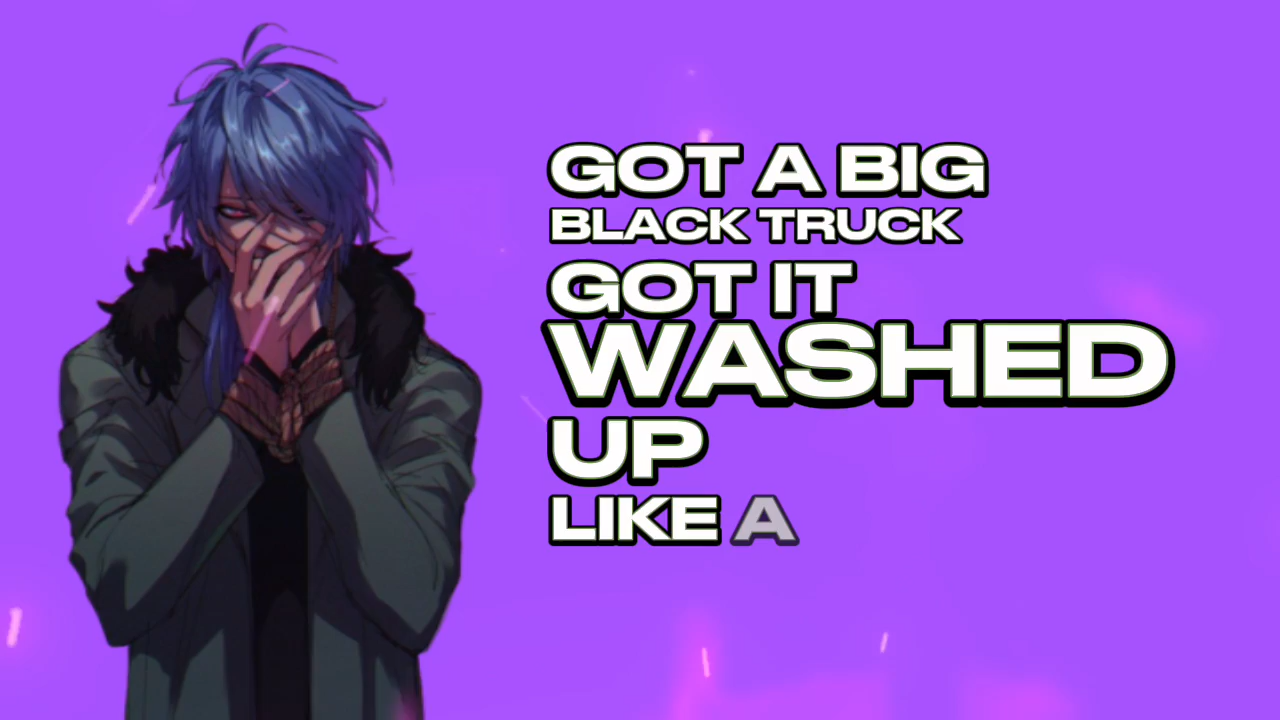 GOT A BIG
BLACK TRUCK
GOT IT
WASHED
UP
LIKE A